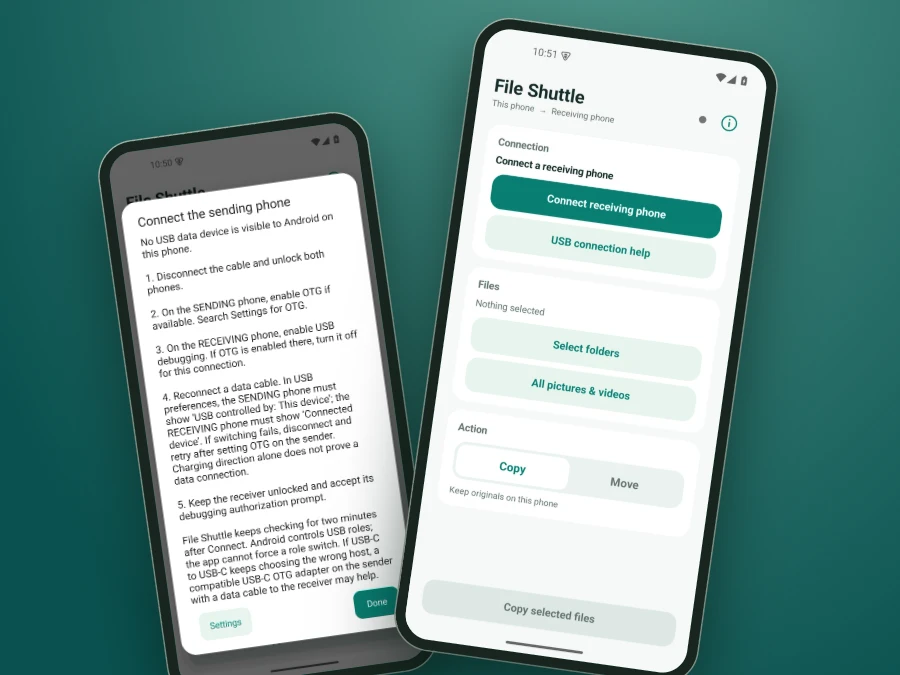 10:50
File Shuttle
Connect the sending phone
No USB data device is visible to Android on
this phone.
1. Disconnect the cable and unlock both
phones.
2. On the SENDING phone, enable OTG if
available. Search Settings for OTG.
3. On the RECEIVING phone, enable USB
debugging. If OTG is enabled there, turn it off
for this connection.
4. Reconnect a data cable. In USB
preferences, the SENDING phone must
show 'USB controlled by: This device'; the
RECEIVING phone must show 'Connected
device'. If switching fails, disconnect and
retry after setting OTG on the sender.
Charging direction alone does not prove a
data connection.
5. Keep the receiver unlocked and accept its
debugging authorization prompt.
File Shuttle keeps checking for two minutes
after Connect. Android controls USB roles;
the app cannot force a role switch. If USB-C
to USB-C keeps choosing the wrong host, a
compatible USB-C OTG adapter on the sender
with a data cable to the receiver may help.
Settings
Done
10:51
File Shuttle
This phone → Receiving phone
Connection
Connect a receiving phone
Connect receiving phone
USB connection help
Files
Nothing selected
Select folders
All pictures & videos
Action
Copy
Move
Keep originals on this phone
Copy selected files